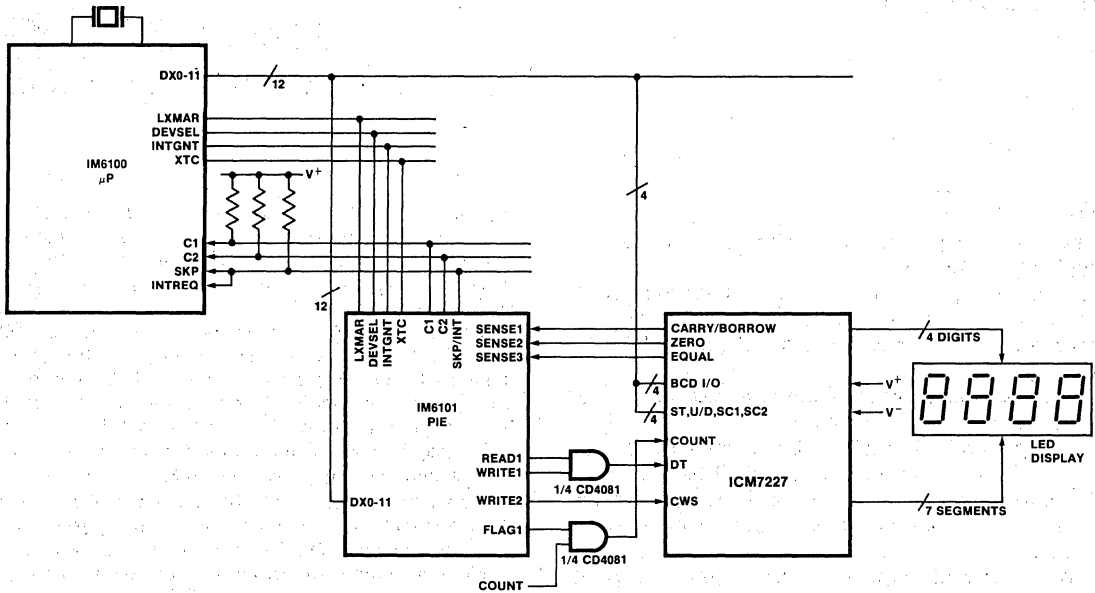 DX0-11
12
LXMAR
DEVSEL
INTGNT
XTC
IM6100
μP
V+
4
C1
C2
SKP
INTREQ
12
LXMAR
DEVSEL
INTGNT
XTC
C1
C2
SKP/INT
SENSE1
SENSE2
SENSE3
IM6101
PIE
READ1
WRITE1
WRITE2
FLAG1
DX0-11
1/4 CD4081
1/4 CD4081
COUNT
CARRY/BORROW
ZERO
EQUAL
4
BCD I/O
4
ST,U/D,SC1,SC2
COUNT
DT
CWS
ICM7227
4 DIGITS
V+
V-
8888
LED
DISPLAY
7 SEGMENTS